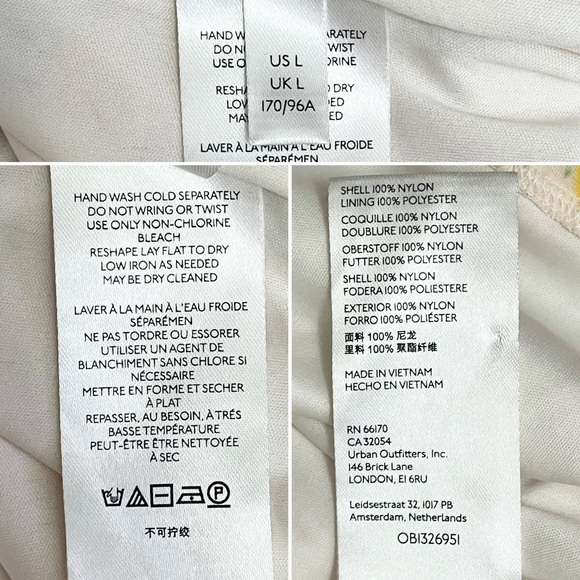 HAND W
ARATELY
DO N
TWIST
USE O
ORINE
RESH
O DRY
LOW
ED
MAY
ED
LAVER À LA MAIN À L'EAU FROIDE
SÉPARÉMEN
US L
UK L
170/96A
HAND WASH COLD SEPARATELY
DO NOT WRING OR TWIST
USE ONLY NON-CHLORINE
BLEACH
RESHAPE LAY FLAT TO DRY
LOW IRON AS NEEDED
MAY BE DRY CLEANED
LAVER À LA MAIN À L'EAU FROIDE
SÉPARÉMEN
NE PAS TORDRE OU ESSORER
UTILISER UN AGENT DE
BLANCHIMENT SANS CHLORE SI
NÉCESSAIRE
METTRE EN FORME ET SECHER
À PLAT
REPASSER, AU BESOIN, À TRÉS
BASSE TEMPÉRATURE
PEUT-ÊTRE ÊTRE NETTOYÉE
À SEC
P
不可拧绞
SHELL 100% NYLON
LINING 100% POLYESTER
COQUILLE 100% NYLON
DOUBLURE 100% POLYESTER
OBERSTOFF 100% NYLON
FUTTER 100% POLYESTER
SHELL 100% NYLON
FODERA 100% POLIESTERE
EXTERIOR 100% NYLON
FORRO 100% POLIÉSTER
面料 100% 尼龙
里料 100% 聚酯纤维
MADE IN VIETNAM
HECHO EN VIETNAM
RN 66170
CA 32054
Urban Outfitters, Inc.
146 Brick Lane
LONDON, E1 6RU
Leidsestraat 32, 1017 PB
Amsterdam, Netherlands
OB1326951